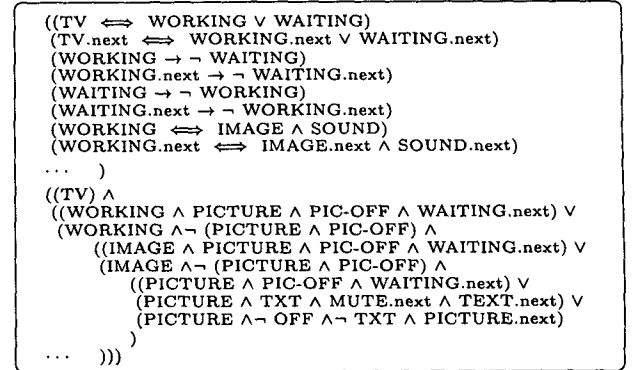 ((TV ⟺ WORKING ∨ WAITING)
(TV.next ⟺ WORKING.next ∨ WAITING.next)
(WORKING → ¬ WAITING)
(WORKING.next → ¬ WAITING.next)
(WAITING → ¬ WORKING)
(WAITING.next → ¬ WORKING.next)
(WORKING ⟺ IMAGE ∧ SOUND)
(WORKING.next ⟺ IMAGE.next ∧ SOUND.next)
... )
((TV) ∧
((WORKING ∧ PICTURE ∧ PIC-OFF ∧ WAITING.next) ∨
(WORKING ∧¬ (PICTURE ∧ PIC-OFF) ∧
((IMAGE ∧ PICTURE ∧ PIC-OFF ∧ WAITING.next) ∨
(IMAGE ∧¬ (PICTURE ∧ PIC-OFF) ∧
((PICTURE ∧ PIC-OFF ∧ WAITING.next) ∨
(PICTURE ∧ TXT ∧ MUTE.next ∧ TEXT.next) ∨
(PICTURE ∧¬ OFF ∧¬ TXT ∧ PICTURE.next)
)
... )))